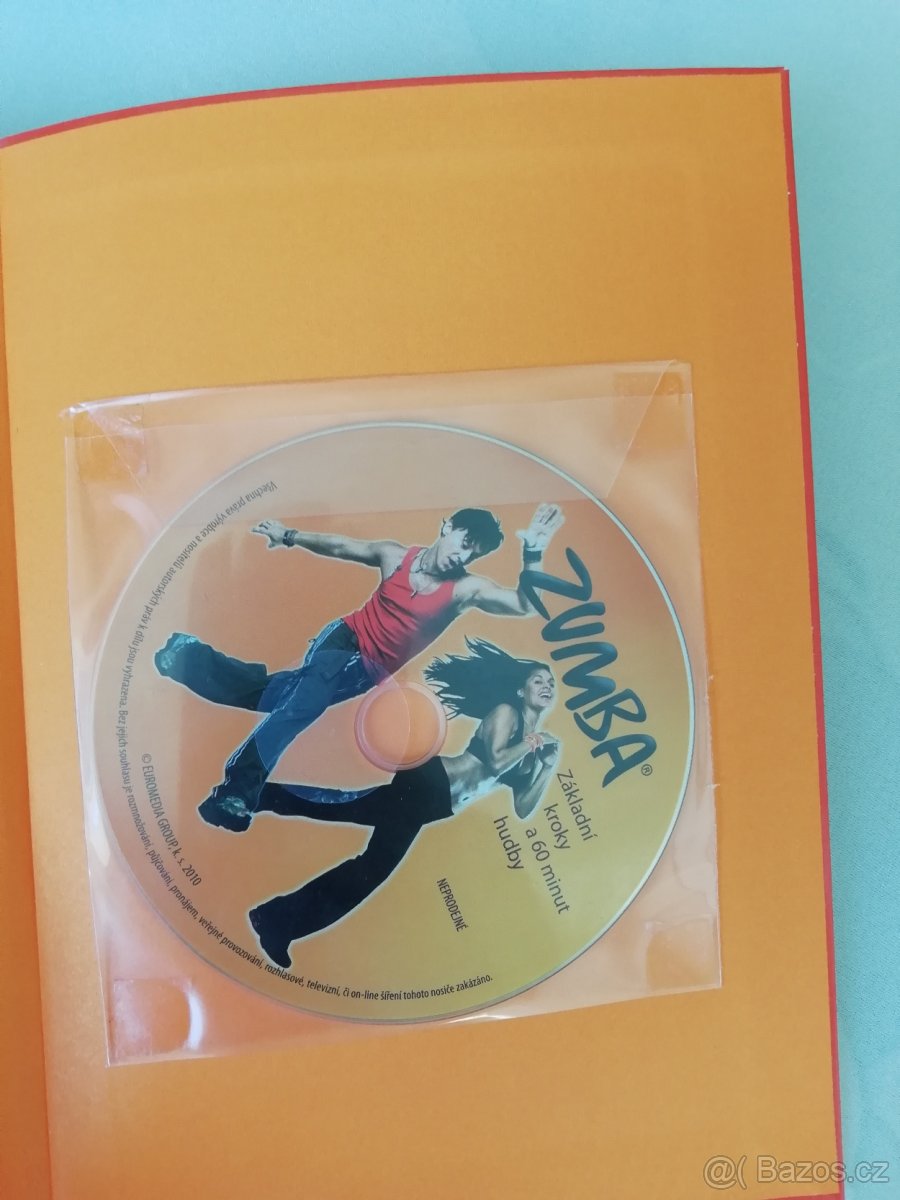 ZUMBA®
Základní
kroky
a 60 minut
hudby
NEPRODEJNÉ
© EUROMEDIA GROUP, k. s. 2010
Všechna práva výrobce a nositelů autorských práv k dílu jsou vyhrazena. Bez jejich souhlasu je rozmnožování, půjčování, pronájem, veřejné provozování, rozhlasové, televizní, či on-line šíření tohoto nosiče zakázáno.
@( Bazos.cz